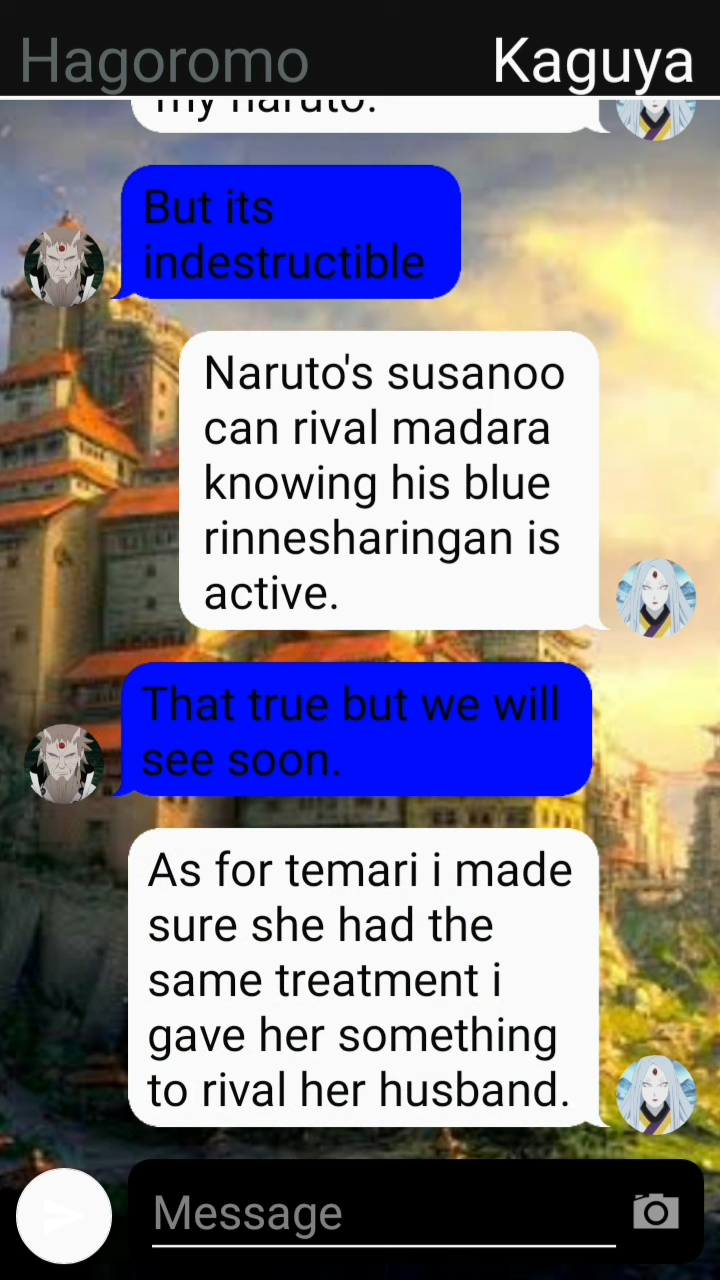 Hagoromo Kaguya
my naruto.
But its
indestructible
Naruto's susanoo
can rival madara
knowing his blue
rinnesharingan is
active.
That true but we will
see soon.
As for temari i made
sure she had the
same treatment i
gave her something
to rival her husband.
Message